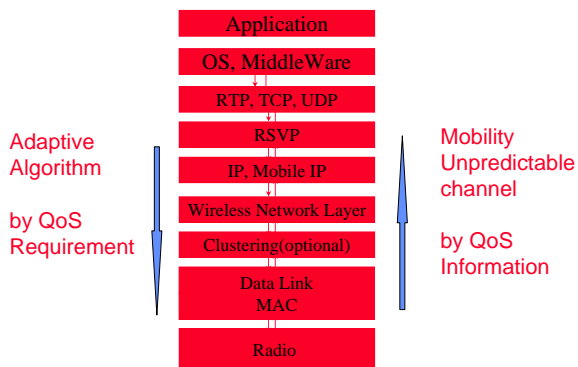 Application
OS, MiddleWare
RTP, TCP, UDP
RSVP
IP, Mobile IP
Wireless Network Layer
Clustering(optional)
Data Link
MAC
Radio
Adaptive
Algorithm
by QoS
Requirement
Mobility
Unpredictable
channel
by QoS
Information